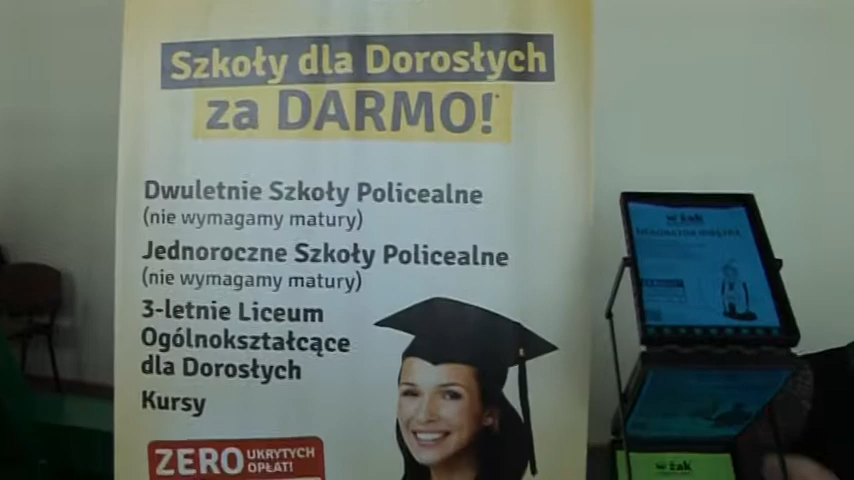 Szkoły dla Dorosłych
za DARMO!*
Dwuletnie Szkoły Policealne
(nie wymagamy matury)
Jednoroczne Szkoły Policealne
(nie wymagamy matury)
3-letnie Liceum
Ogólnokształcące
dla Dorosłych
Kursy
ZERO UKRYTYCH
OPŁAT!
żak
żak